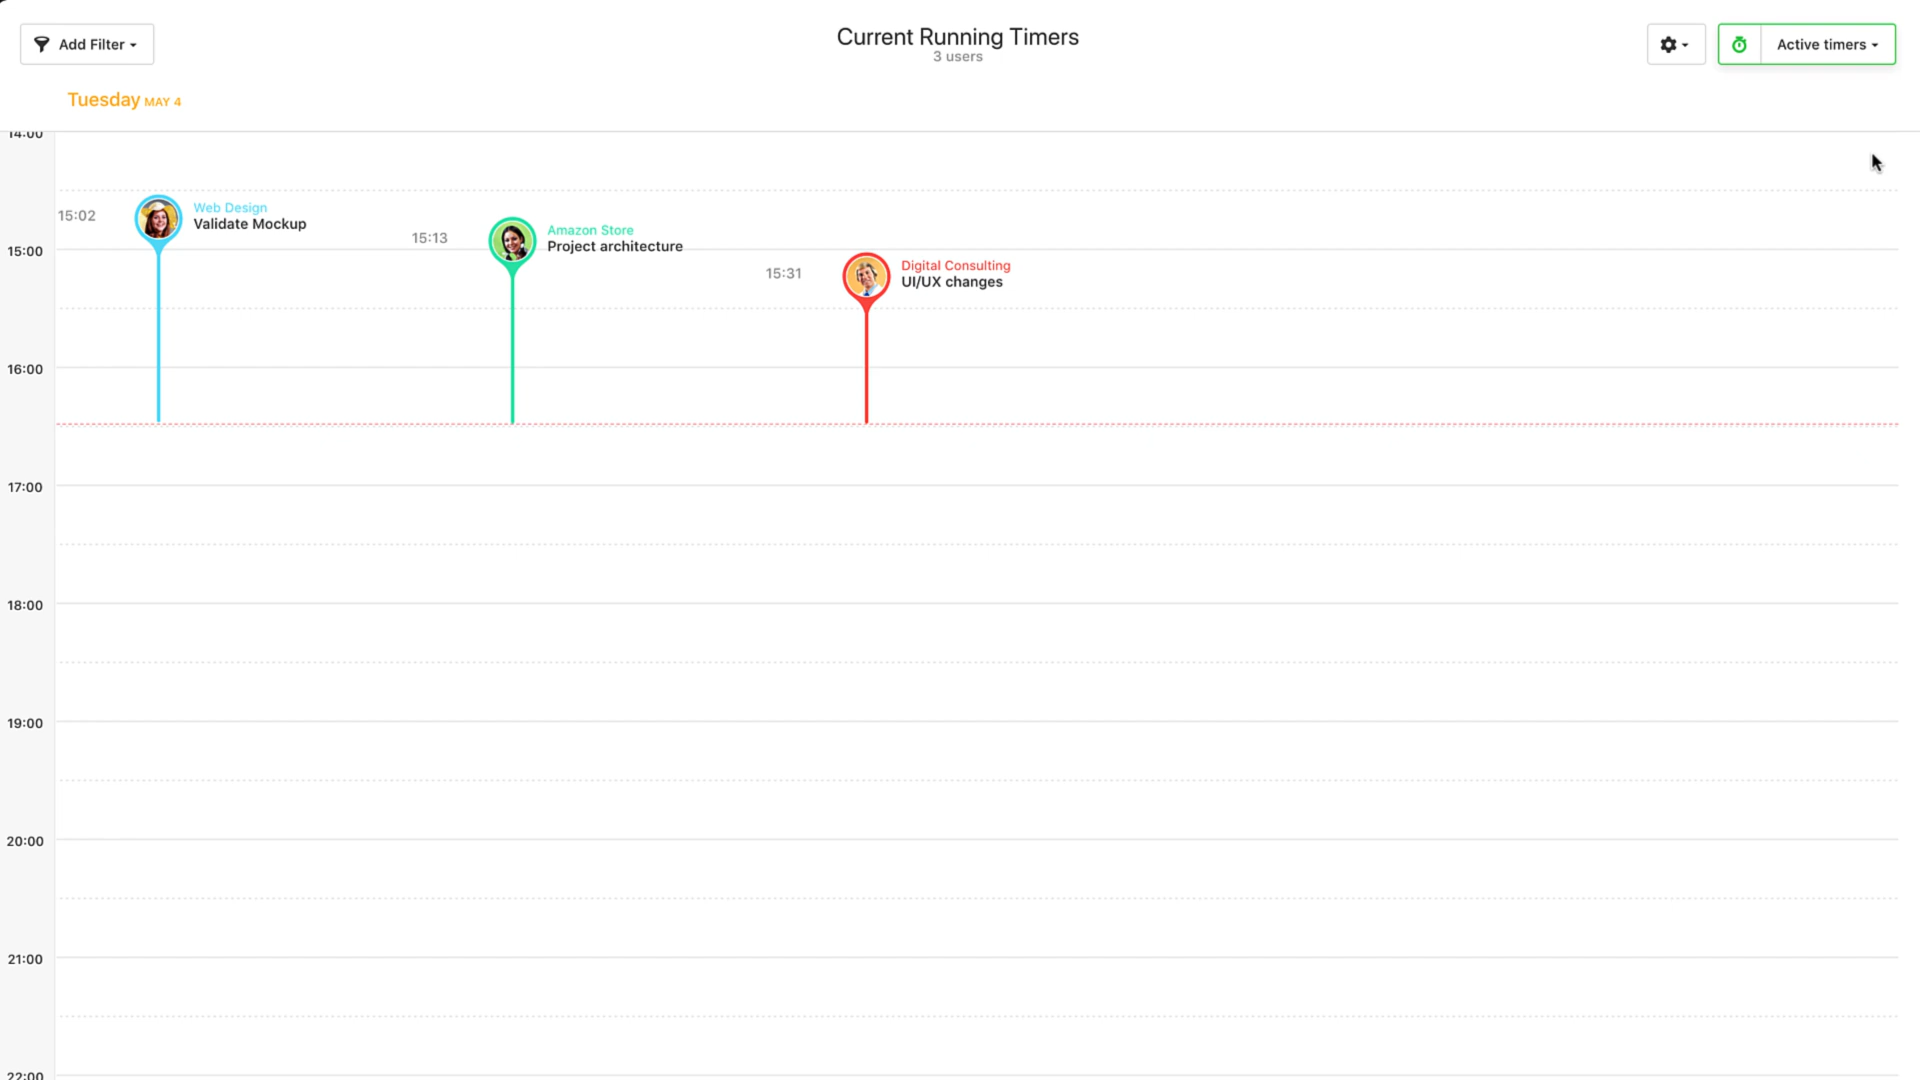 Add Filter
Current Running Timers
3 users
Active timers
Tuesday MAY 4
14:00
15:02
Web Design
Validate Mockup
15:13
Amazon Store
Project architecture
15:00
15:31
Digital Consulting
UI/UX changes
16:00
17:00
18:00
19:00
20:00
21:00
22:00